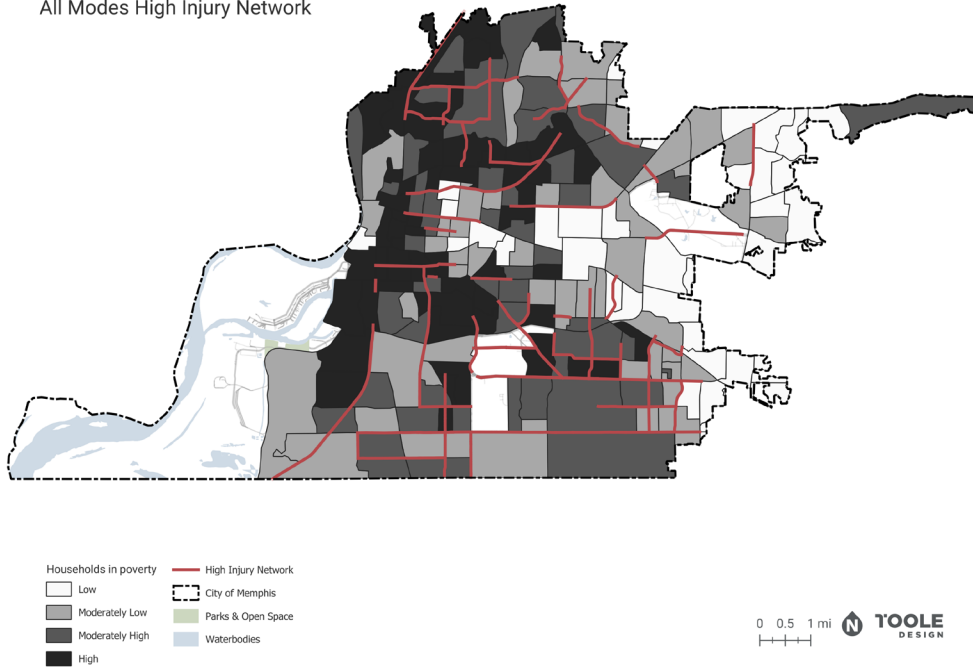 All Modes High Injury Network
Households in poverty
Low
Moderately Low
Moderately High
High
High Injury Network
City of Memphis
Parks & Open Space
Waterbodies
0 0.5 1 mi
N
TOOLE
DESIGN